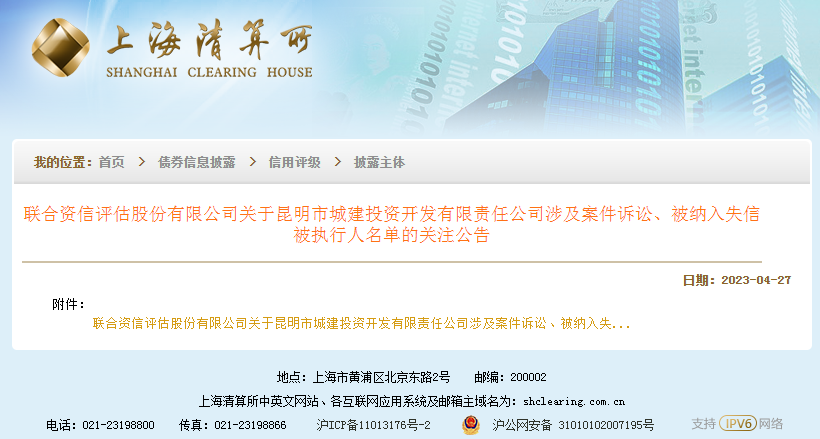 上海清算所
SHANGHAI CLEARING HOUSE
我的位置：首页 > 债券信息披露 > 信用评级 > 披露主体
联合资信评估股份有限公司关于昆明市城建投资开发有限责任公司涉及案件诉讼、被纳入失信
被执行人名单的关注公告
日期：2023-04-27
附件：
联合资信评估股份有限公司关于昆明市城建投资开发有限责任公司涉及案件诉讼、被纳入失...
地点：上海市黄浦区北京东路2号 邮编：200002
上海清算所中英文网站、各互联网应用系统及邮箱主域名为：shclearing.com.cn
电话：021-23198800 传真：021-23198866 沪ICP备11013176号-2 沪公网安备 31010102007195号 支持 IPV6 网络